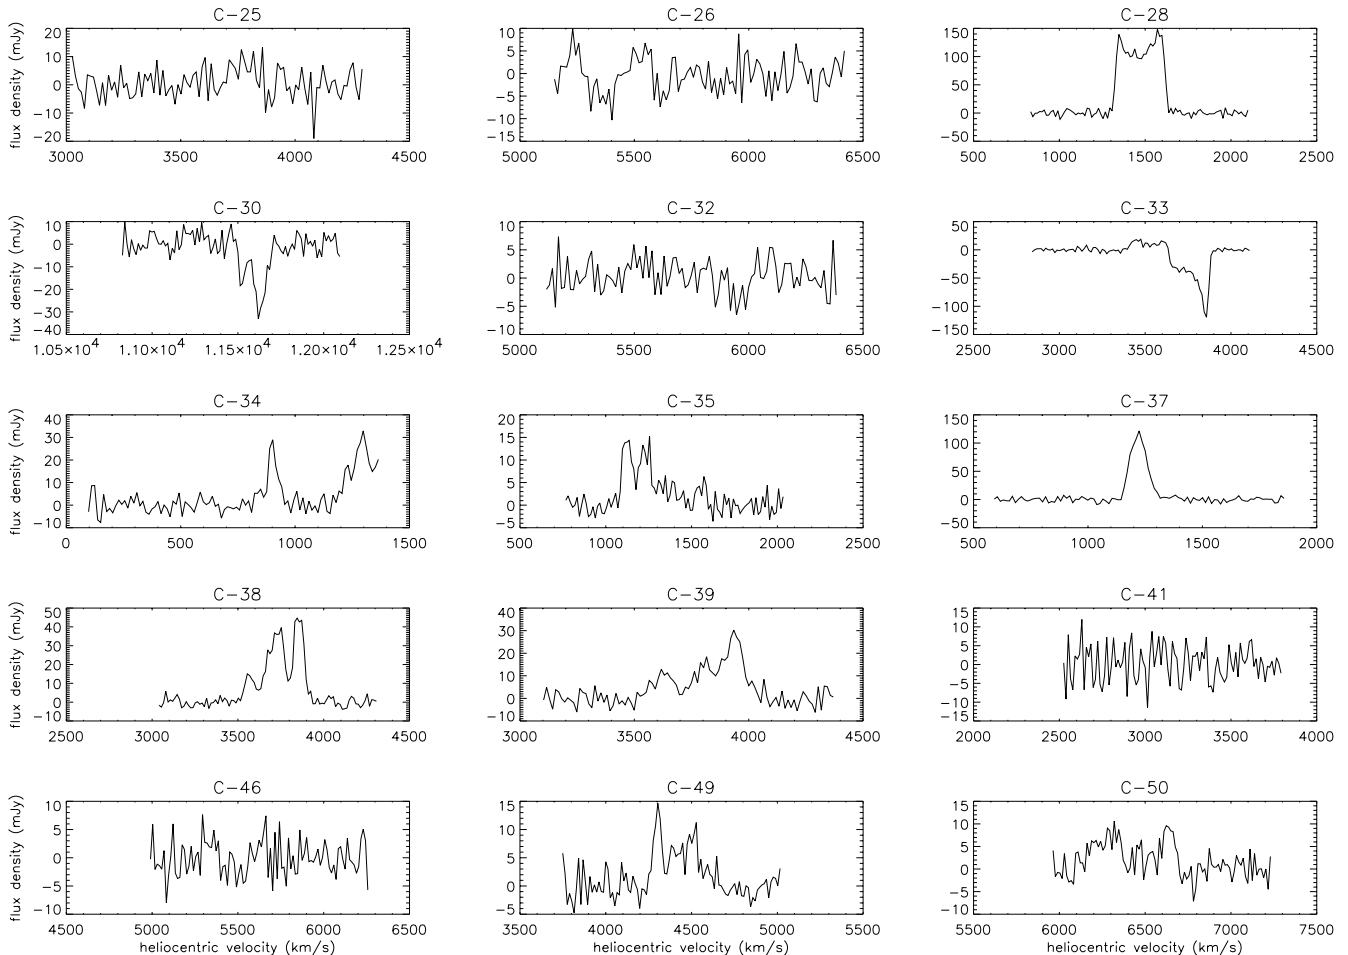 C-25 C-26 C-28
flux density (mJy)
20 10 0 -10 -20
3000 3500 4000 4500
10 5 0 -5 -10 -15
5000 5500 6000 6500
150 100 50 0 -50
500 1000 1500 2000 2500
C-30 C-32 C-33
flux density (mJy)
10 0 -10 -20 -30 -40
1.05×10⁴ 1.10×10⁴ 1.15×10⁴ 1.20×10⁴ 1.25×10⁴
10 5 0 -5 -10
5000 5500 6000 6500
50 0 -50 -100 -150
2500 3000 3500 4000 4500
C-34 C-35 C-37
flux density (mJy)
40 30 20 10 0 -10
0 500 1000 1500
20 15 10 5 0 -5
500 1000 1500 2000 2500
150 100 50 0 -50
500 1000 1500 2000
C-38 C-39 C-41
flux density (mJy)
50 40 30 20 10 0 -10
2500 3000 3500 4000 4500
40 30 20 10 0 -10
3000 3500 4000 4500
15 10 5 0 -5 -10 -15
2000 2500 3000 3500 4000
C-46 C-49 C-50
flux density (mJy)
10 5 0 -5 -10
4500 5000 5500 6000 6500
heliocentric velocity (km/s)
15 10 5 0 -5
3500 4000 4500 5000 5500
heliocentric velocity (km/s)
15 10 5 0 -5 -10
5500 6000 6500 7000 7500
heliocentric velocity (km/s)